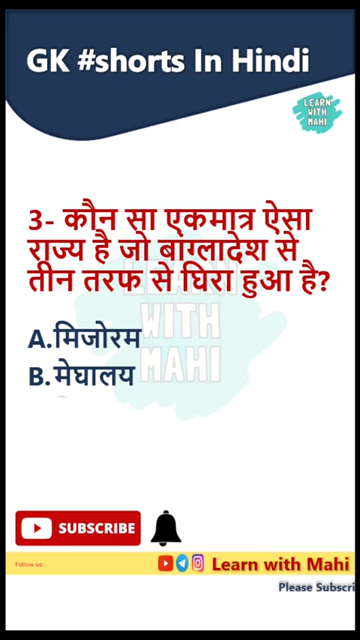 GK #shorts In Hindi
LEARN
WITH
MAHI
3- कौन सा एकमात्र ऐसा
राज्य है जो बांग्लादेश से
तीन तरफ से घिरा हुआ है?
LEARN
WITH
MAHI
A.मिजोरम
B.मेघालय
SUBSCRIBE
Follow us:
Learn with Mahi
Please Subscri